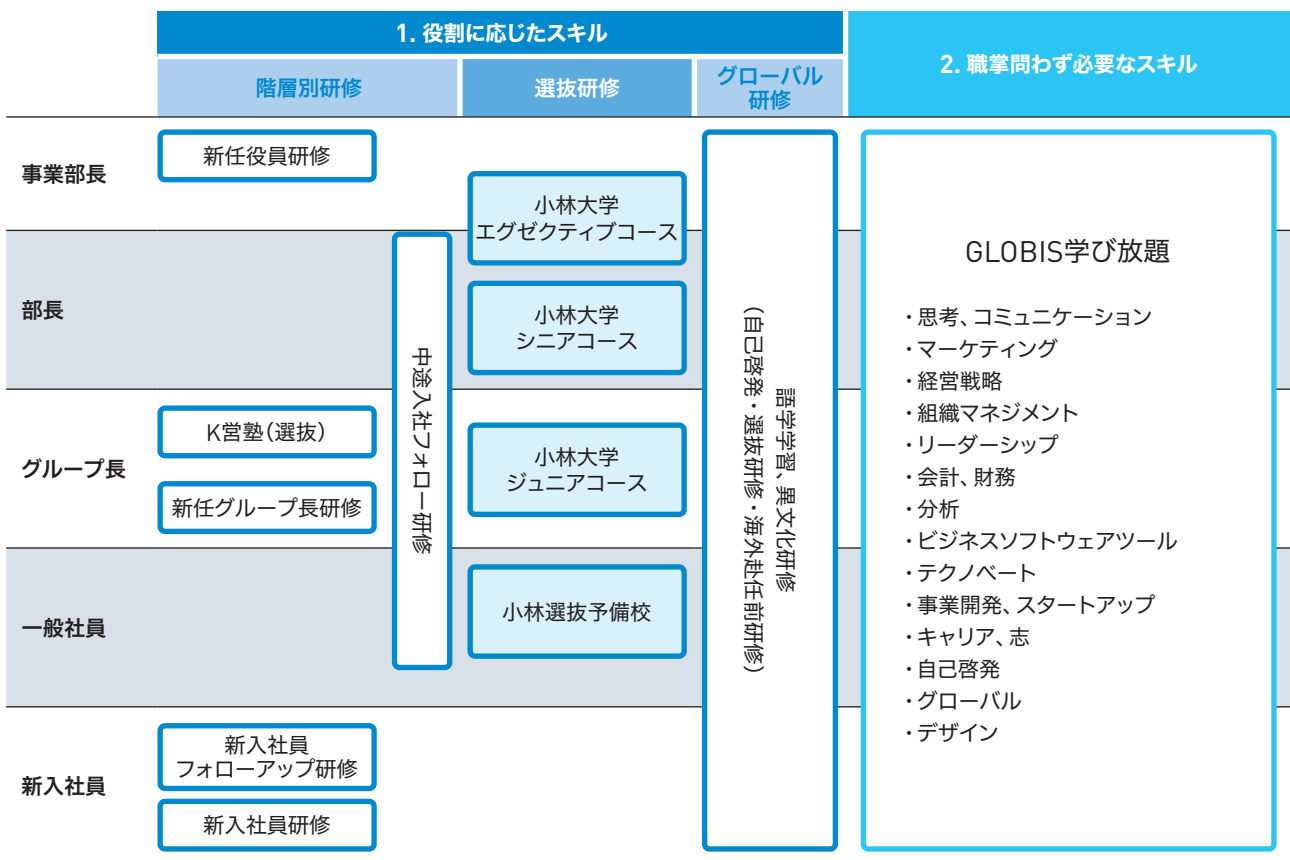 1. 役割に応じたスキル
2. 職掌問わず必要なスキル
階層別研修
選抜研修
グローバル
研修
事業部長
新任役員研修
小林大学
エグゼクティブコース
部長
小林大学
シニアコース
中途入社フォロー研修
グループ長
K営塾（選抜）
新任グループ長研修
小林大学
ジュニアコース
一般社員
小林選抜予備校
新入社員
新入社員
フォローアップ研修
新入社員研修
語学学習、異文化研修
（自己啓発・選抜研修・海外赴任前研修）
GLOBIS学び放題
・思考、コミュニケーション
・マーケティング
・経営戦略
・組織マネジメント
・リーダーシップ
・会計、財務
・分析
・ビジネスソフトウェアツール
・テクノベート
・事業開発、スタートアップ
・キャリア、志
・自己啓発
・グローバル
・デザイン